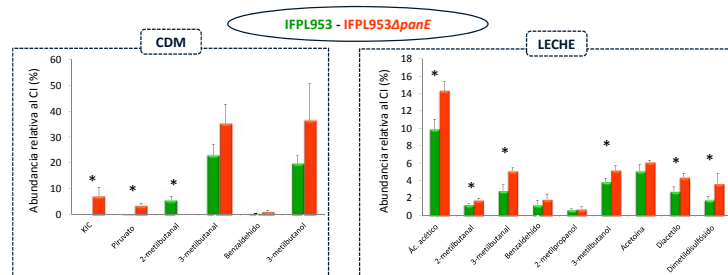 IFPL953 - IFPL953ΔpanE
CDM
Abundancia relativa al CI (%)
60
50
40
30
20
10
0
*
*
*
KIC
Piruvato
2-metilbutanal
3-metilbutanal
Benzaldehido
3-metilbutanol
LECHE
Abundancia relativa al CI (%)
18
16
14
12
10
8
6
4
2
0
*
*
*
*
*
*
Ác. acético
2-metilbutanal
3-metilbutanal
Benzaldehido
2-metilpropanol
3-metilbutanol
Acetoína
Diacetilo
Dimetildisulfósido